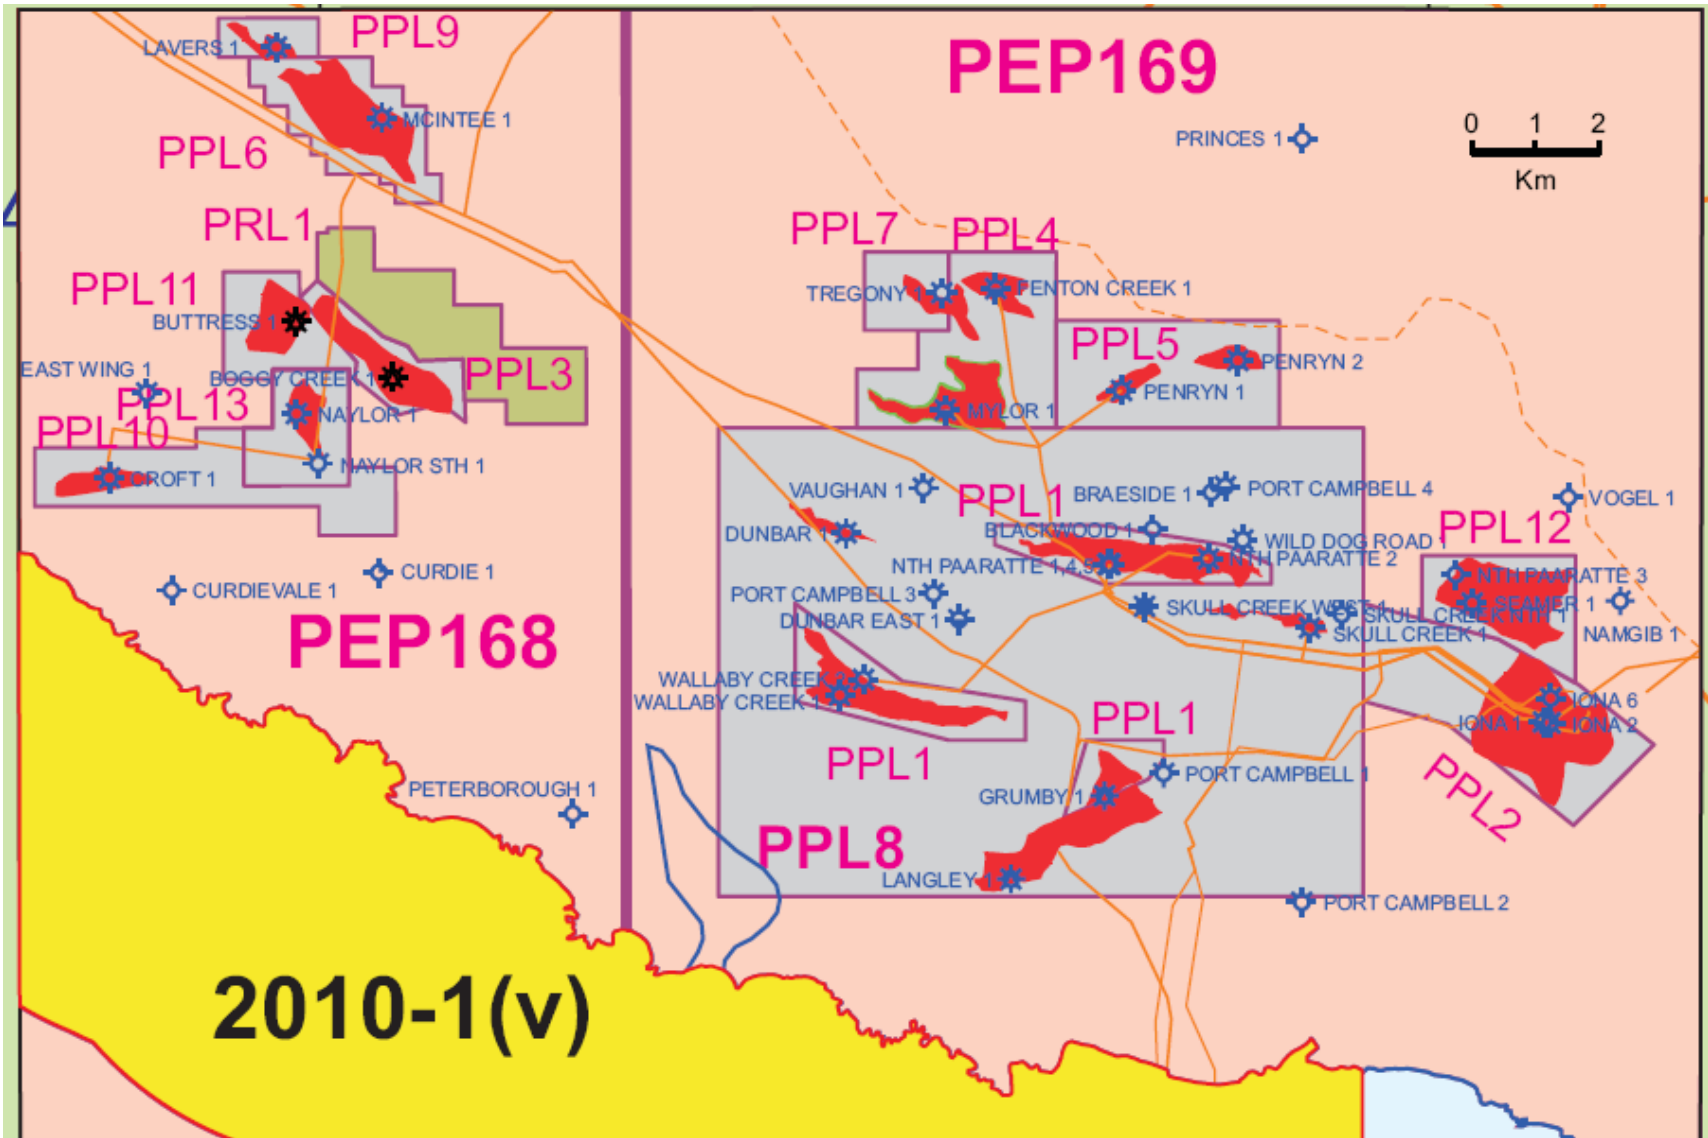 PPL9
LAVERS 1
PEP169
MCINTEE 1
PPL6
0 1 2
Km
PRINCES 1
PRL1
PPL7
PPL4
PPL11
TREGONY 1
FENTON CREEK 1
BUTTRESS 1
PPL5
PENRYN 2
EAST WING 1
BOGGY CREEK 1
PPL3
PENRYN 1
PPL13
NAYLOR 1
MYLOR 1
PPL10
NAYLOR STH 1
CROFT 1
VAUGHAN 1
PPL1
BRAESIDE 1
PORT CAMPBELL 4
VOGEL 1
DUNBAR 1
BLACKWOOD 1
WILD DOG ROAD 1
PPL12
NTH PAARATTE 1,4,5
NTH PAARATTE 2
NTH PAARATTE 3
CURDIE 1
CURDIEVALE 1
PORT CAMPBELL 3
SKULL CREEK WEST 1
SKULL CREEK NTH 1
SEAMER 1
DUNBAR EAST 1
SKULL CREEK 1
NAMGIB 1
PEP168
WALLABY CREEK 2
WALLABY CREEK 1
IONA 6
IONA 1
IONA 2
PPL1
PPL1
PORT CAMPBELL 1
PETERBOROUGH 1
GRUMBY 1
PPL2
PPL8
LANGLEY 1
PORT CAMPBELL 2
2010-1(v)